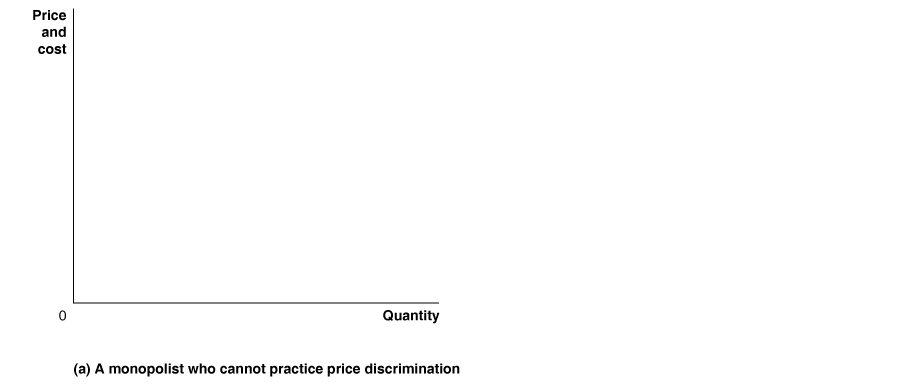 Price
and
cost
0
Quantity
(a) A monopolist who cannot practice price discrimination